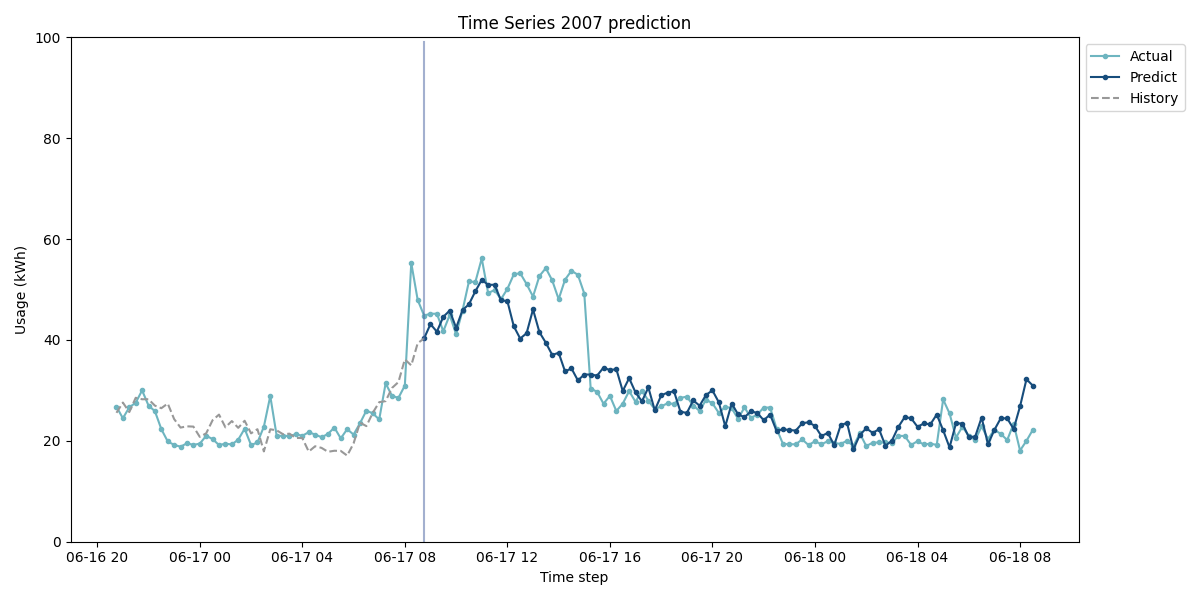 Time Series 2007 prediction
Usage (kWh)
100
80
60
40
20
0
06-16 20 06-17 00 06-17 04 06-17 08 06-17 12 06-17 16 06-17 20 06-18 00 06-18 04 06-18 08
Time step
Actual
Predict
History